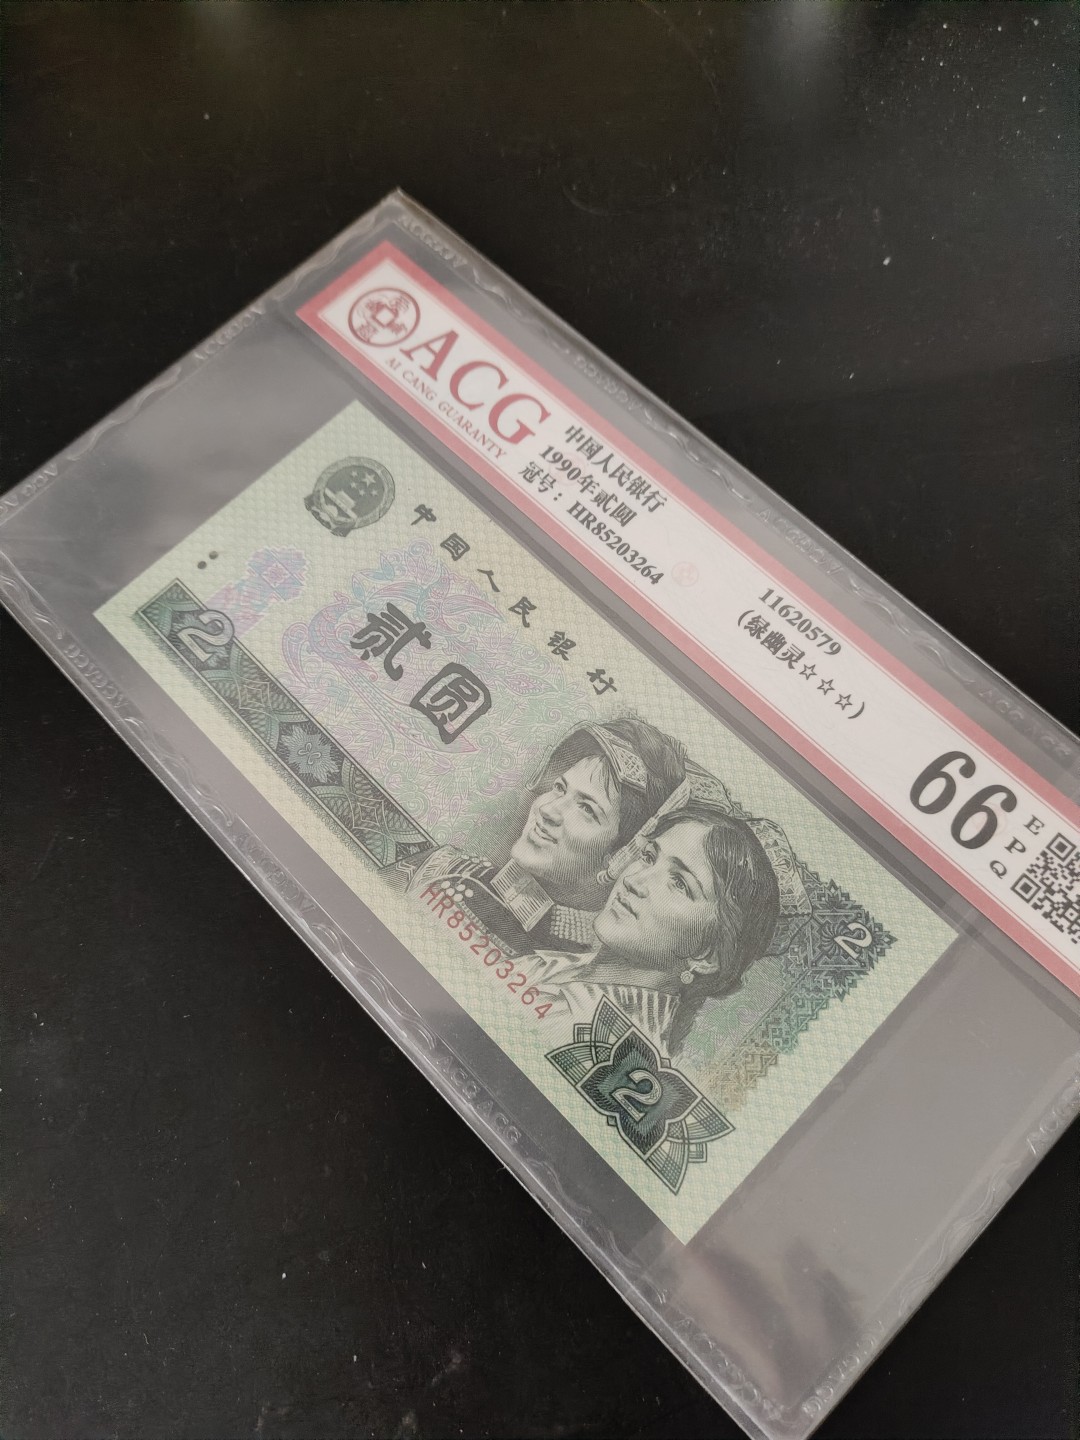 ACG
AI CANG GUARANTY
中国人民银行
1990年贰圆
冠号：HR85203264
11620579
(绿幽灵☆☆☆)
66
EPQ
中国人民银行
贰圆
2
HR85203264
2
2